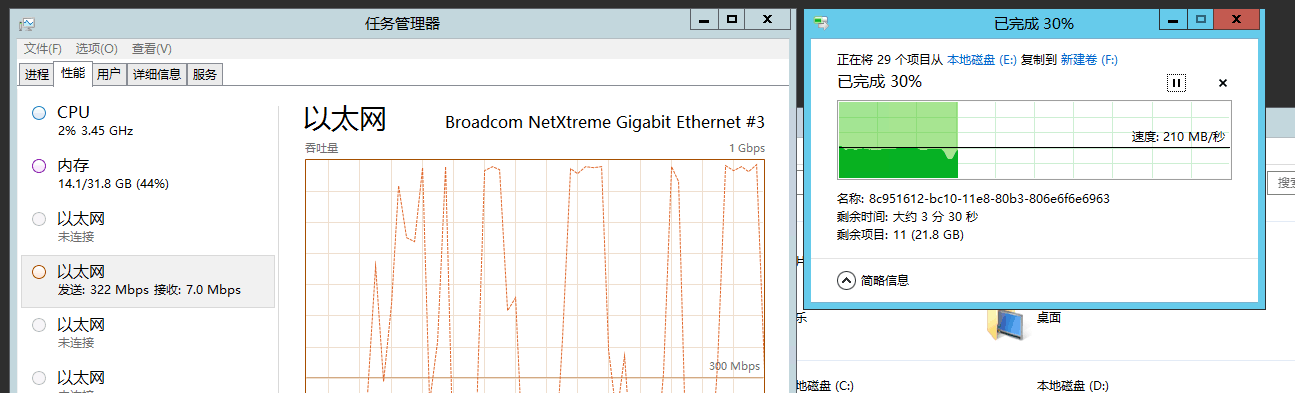 任务管理器
文件(F) 选项(O) 查看(V)
进程 性能 用户 详细信息 服务
CPU
2% 3.45 GHz
内存
14.1/31.8 GB (44%)
以太网
未连接
以太网
发送: 322 Mbps 接收: 7.0 Mbps
以太网
未连接
以太网
以太网 Broadcom NetXtreme Gigabit Ethernet #3
吞吐量 1 Gbps
300 Mbps
已完成 30%
正在将 29 个项目从 本地磁盘 (E:) 复制到 新建卷 (F:)
已完成 30%
速度: 210 MB/秒
名称: 8c951612-bc10-11e8-80b3-806e6f6e6963
剩余时间: 大约 3 分 30 秒
剩余项目: 11 (21.8 GB)
简略信息
乐
桌面
地磁盘 (C:) 本地磁盘 (D:)